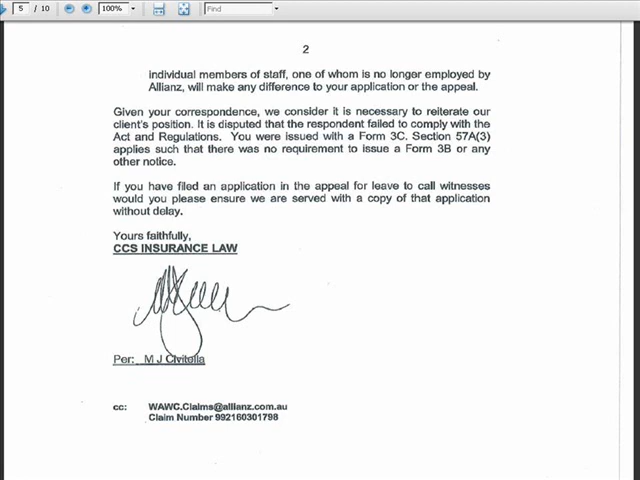 5 / 10
100%
Find
2
individual members of staff, one of whom is no longer employed by
Allianz, will make any difference to your application or the appeal.
Given your correspondence, we consider it is necessary to reiterate our
client's position. It is disputed that the respondent failed to comply with the
Act and Regulations. You were issued with a Form 3C. Section 57A(3)
applies such that there was no requirement to issue a Form 3B or any
other notice.
If you have filed an application in the appeal for leave to call witnesses
would you please ensure we are served with a copy of that application
without delay.
Yours faithfully,
CCS INSURANCE LAW
Per: M J Civitella
cc: WAWC.Claims@allianz.com.au
Claim Number 992160301798